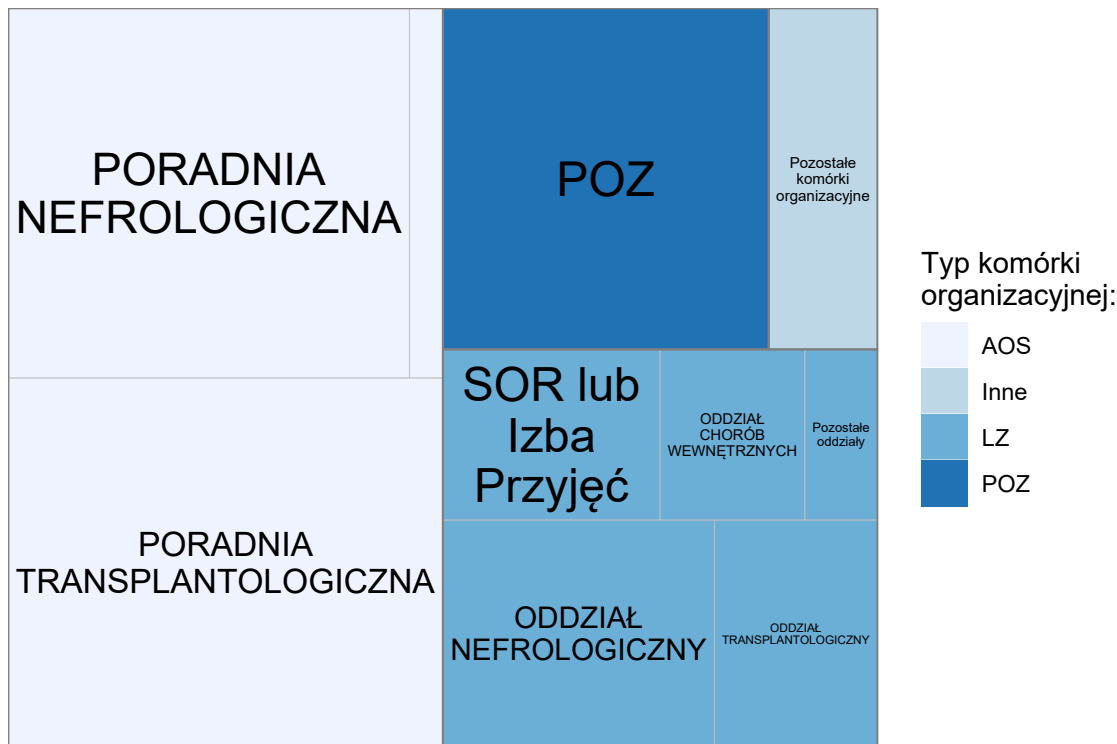 PORADNIA
NEFROLOGICZNA
POZ
Pozostałe
komórki
organizacyjne
PORADNIA
TRANSPLANTOLOGICZNA
SOR lub
Izba
Przyjęć
ODDZIAŁ
CHORÓB
WEWNĘTRZNYCH
Pozostałe
oddziały
ODDZIAŁ
NEFROLOGICZNY
ODDZIAŁ
TRANSPLANTOLOGICZNY
Typ komórki
organizacyjnej:
AOS
Inne
LZ
POZ